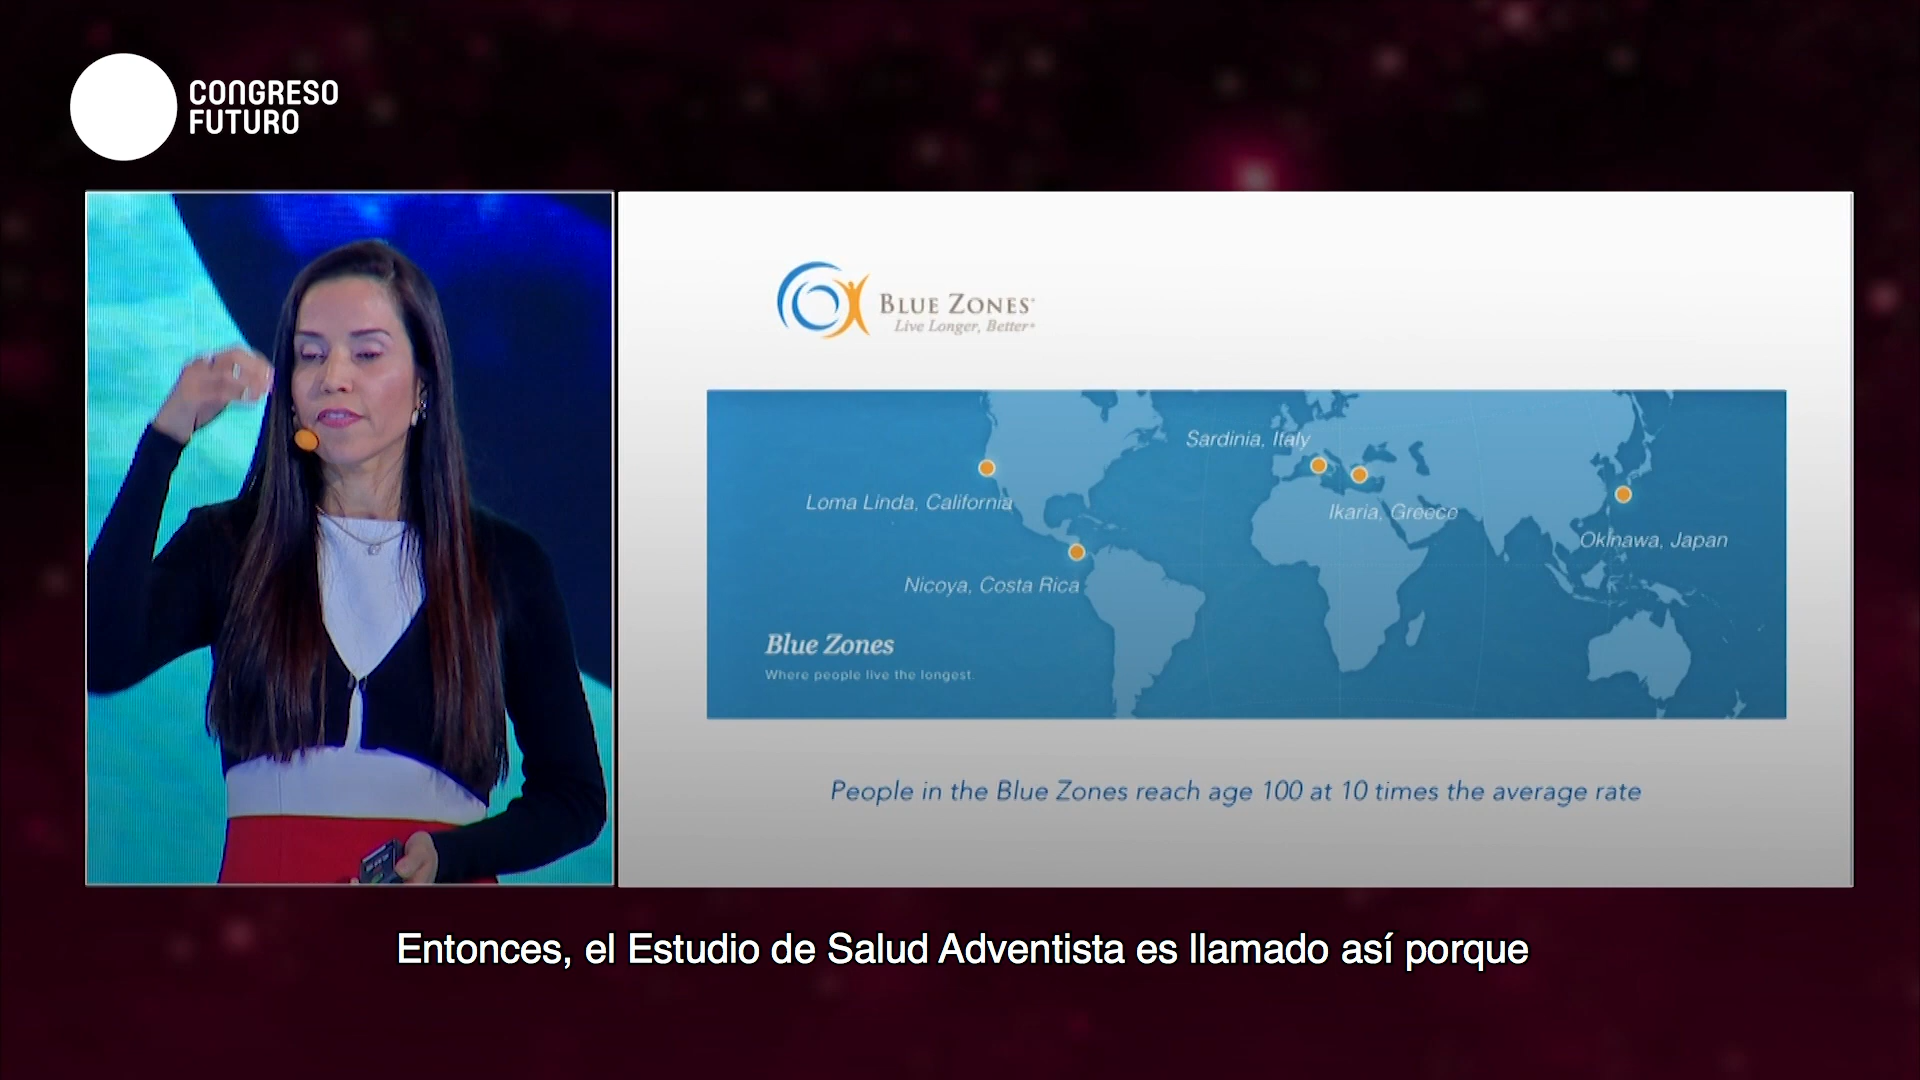 CONGRESO
FUTURO
BLUE ZONES®
Live Longer, Better®
Sardinia, Italy
Loma Linda, California
Ikaria, Greece
Okinawa, Japan
Nicoya, Costa Rica
Blue Zones
Where people live the longest.
People in the Blue Zones reach age 100 at 10 times the average rate
Entonces, el Estudio de Salud Adventista es llamado así porque